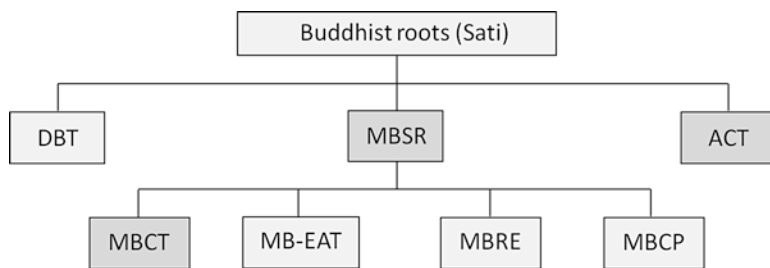 Buddhist roots (Sati)
DBT
MBSR
ACT
MBCT
MB-EAT
MBRE
MBCP